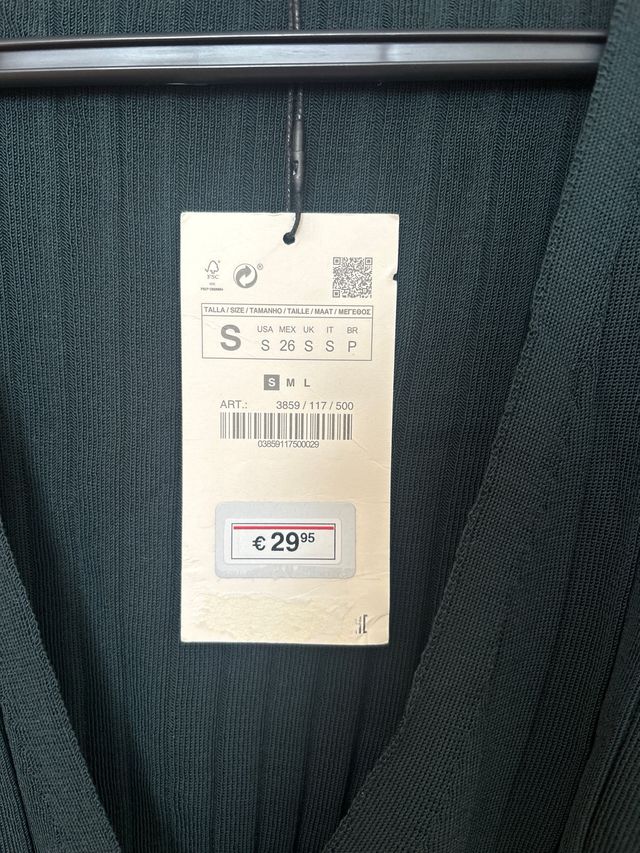 FSC
®
TALLA / SIZE / TAMANHO / TAILLE / MAAT / ΜΕΓΕΘΟΣ
S
USA MEX UK IT BR
S 26 S S P
S M L
ART.: 3859 / 117 / 500
03859117500029
€ 29 95